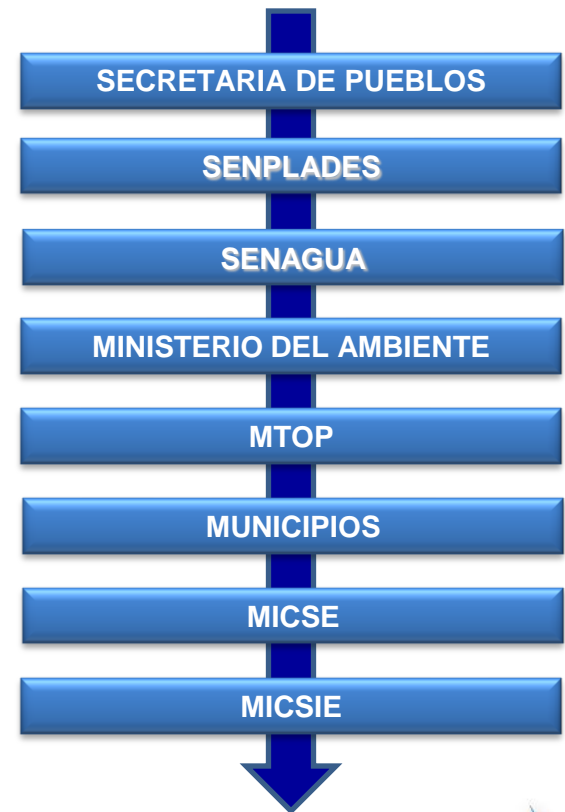 SECRETARIA DE PUEBLOS
SENPLADES
SENAGUA
MINISTERIO DEL AMBIENTE
MTOP
MUNICIPIOS
MICSE
MICSIE